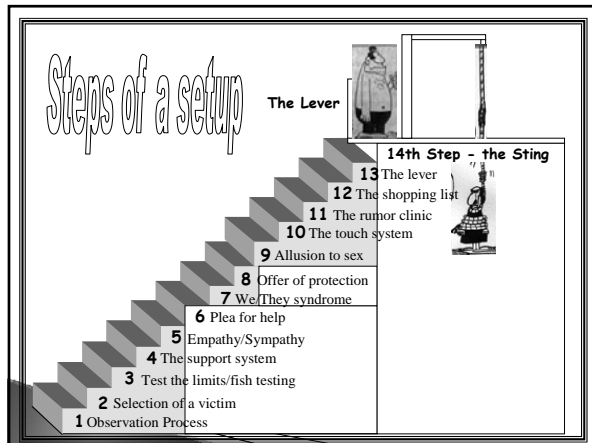 Steps of a setup
The Lever
14th Step - the Sting
13 The lever
12 The shopping list
11 The rumor clinic
10 The touch system
9 Allusion to sex
8 Offer of protection
7 We/They syndrome
6 Plea for help
5 Empathy/Sympathy
4 The support system
3 Test the limits/fish testing
2 Selection of a victim
1 Observation Process